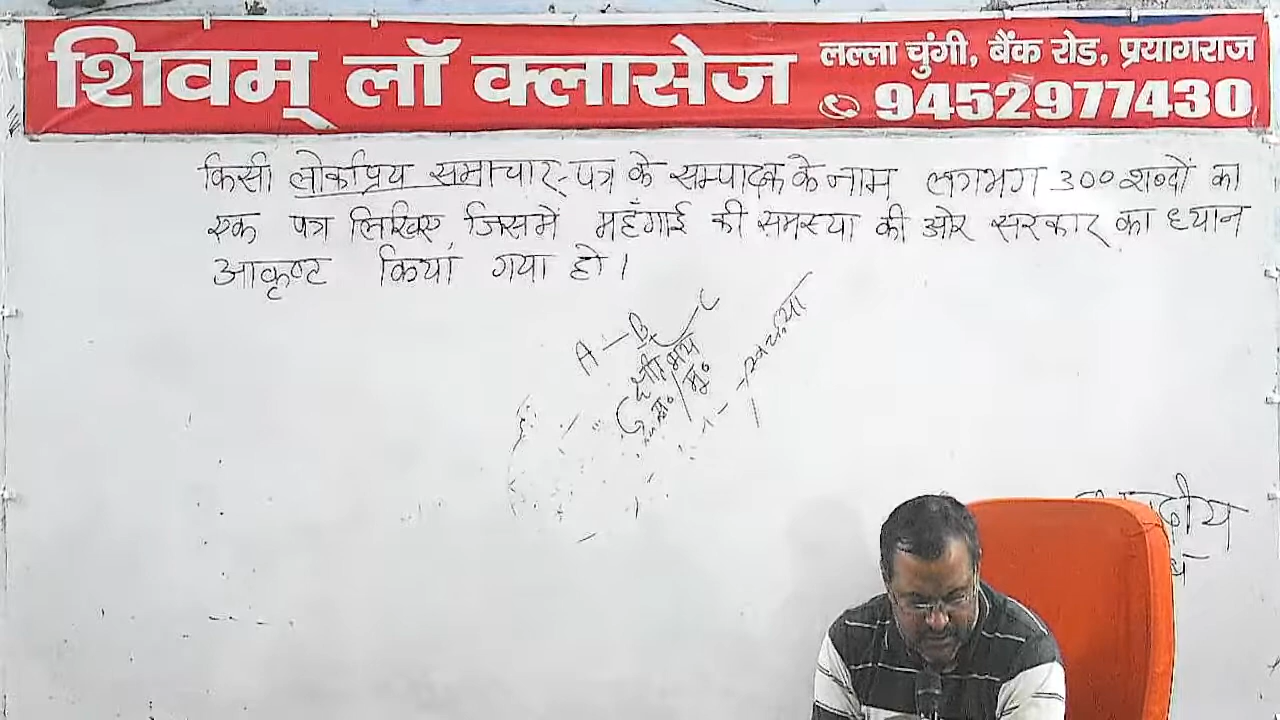 शिवम् लॉ क्लासेज
लल्ला चुंगी, बैंक रोड, प्रयागराज
9452977430
किसी लोकप्रिय समाचार-पत्र के सम्पादक के नाम लगभग 300 शब्दों का
एक पत्र लिखिए, जिसमें महँगाई की समस्या की ओर सरकार का ध्यान
आकृष्ट किया गया हो।
A - B - C